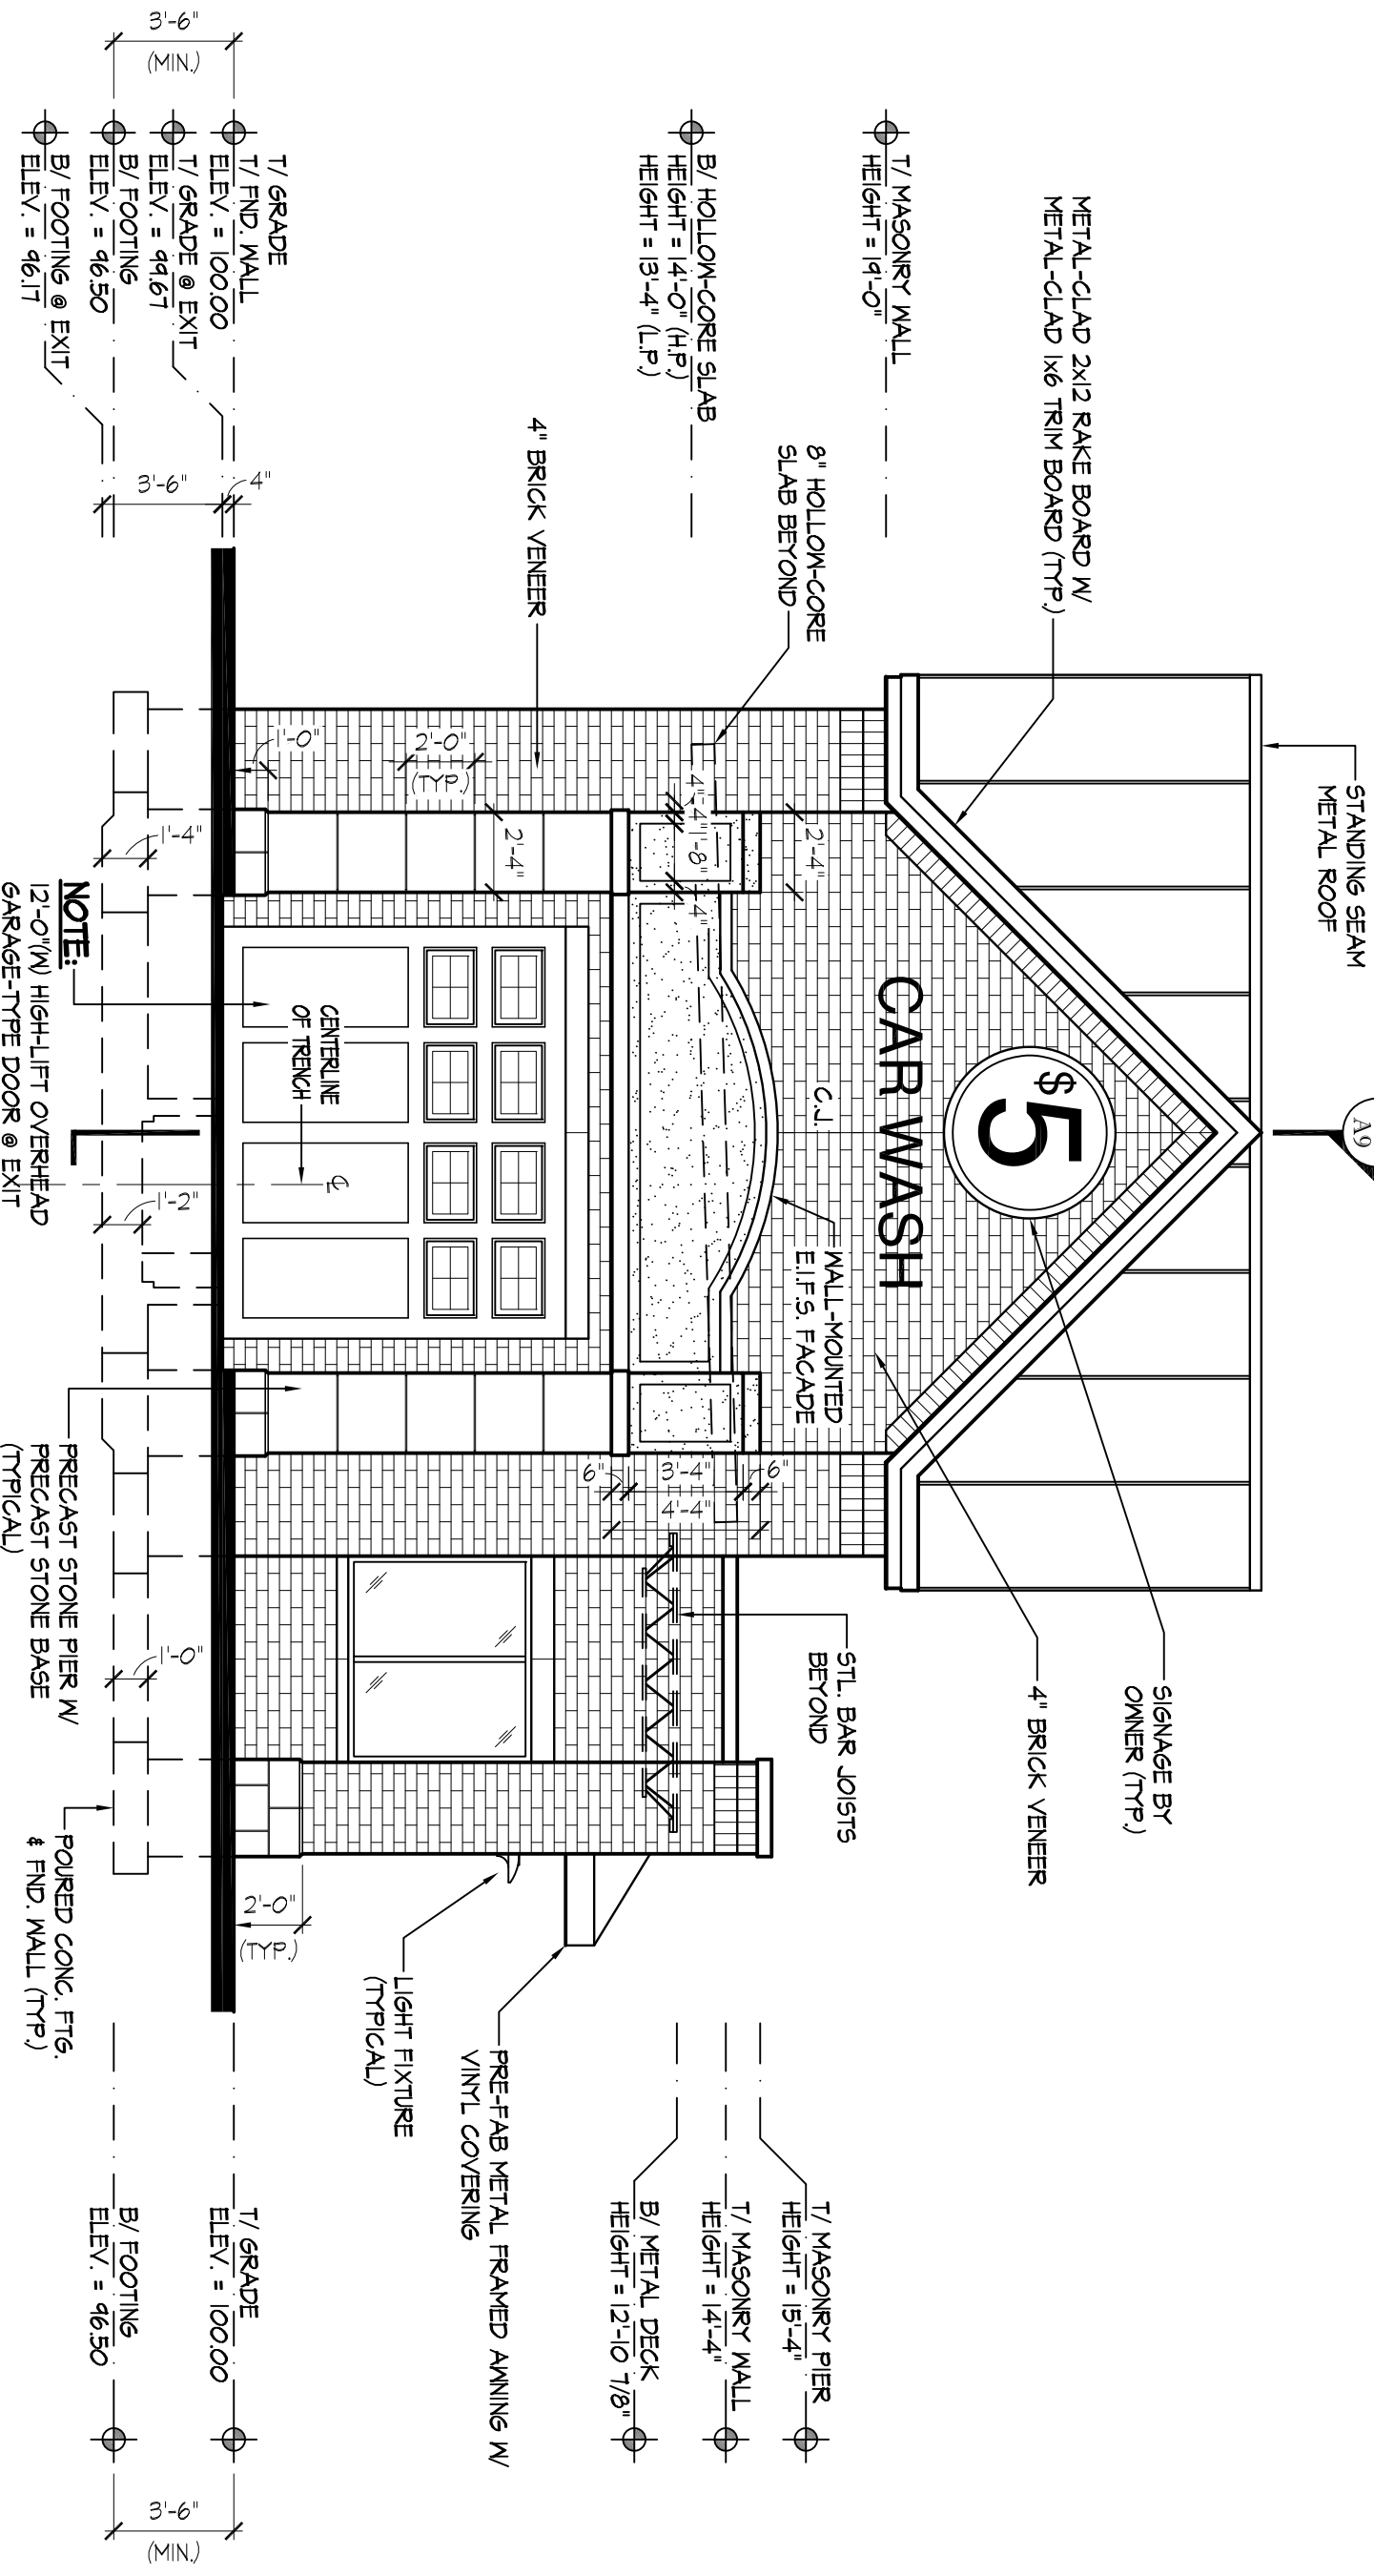 A9
STANDING SEAM
METAL ROOF
METAL-CLAD 2x12 RAKE BOARD W/
METAL-CLAD 1x6 TRIM BOARD (TYP.)
SIGNAGE BY
OWNER (TYP.)
4" BRICK VENEER
$5
CAR WASH
T/ MASONRY WALL
HEIGHT = 19'-0"
8" HOLLOW-CORE
SLAB BEYOND
C.J.
WALL-MOUNTED
E.I.F.S. FACADE
STL. BAR JOISTS
BEYOND
T/ MASONRY PIER
HEIGHT = 15'-4"
T/ MASONRY WALL
HEIGHT = 14'-4"
B/ METAL DECK
HEIGHT = 12'-10 7/8"
B/ HOLLOW-CORE SLAB
HEIGHT = 14'-0" (H.P.)
HEIGHT = 13'-4" (L.P.)
2'-4"
4"
4"
1'-8"
4"
6"
3'-4"
6"
4'-4"
4" BRICK VENEER
2'-0"
(TYP.)
2'-4"
1'-0"
PRE-FAB METAL FRAMED AWNING W/
VINYL COVERING
LIGHT FIXTURE
(TYPICAL)
CENTERLINE
OF TRENCH
CL
2'-0"
(TYP.)
T/ GRADE
T/ FND. WALL
ELEV. = 100.00
T/ GRADE @ EXIT
ELEV. = 99.67
B/ FOOTING
ELEV. = 96.50
B/ FOOTING @ EXIT
ELEV. = 96.17
3'-6"
(MIN.)
4"
3'-6"
1'-4"
1'-2"
1'-0"
T/ GRADE
ELEV. = 100.00
B/ FOOTING
ELEV. = 96.50
3'-6"
(MIN.)
NOTE:
12'-0"(W) HIGH-LIFT OVERHEAD
GARAGE-TYPE DOOR @ EXIT
PRECAST STONE PIER W/
PRECAST STONE BASE
(TYPICAL)
POURED CONC. FTG.
& FND. WALL (TYP.)